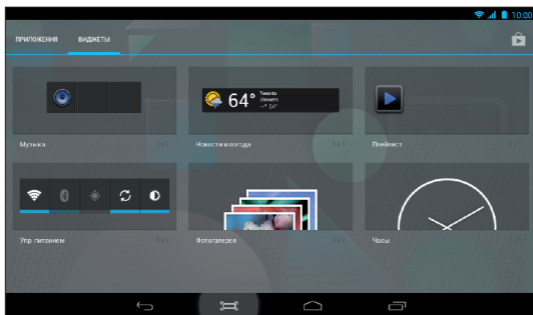 10:00
ПРИЛОЖЕНИЯ ВИДЖЕТЫ
64°
Музыка
Новости и погода
Плейлист
Упр. питанием
Фотогалерея
Часы